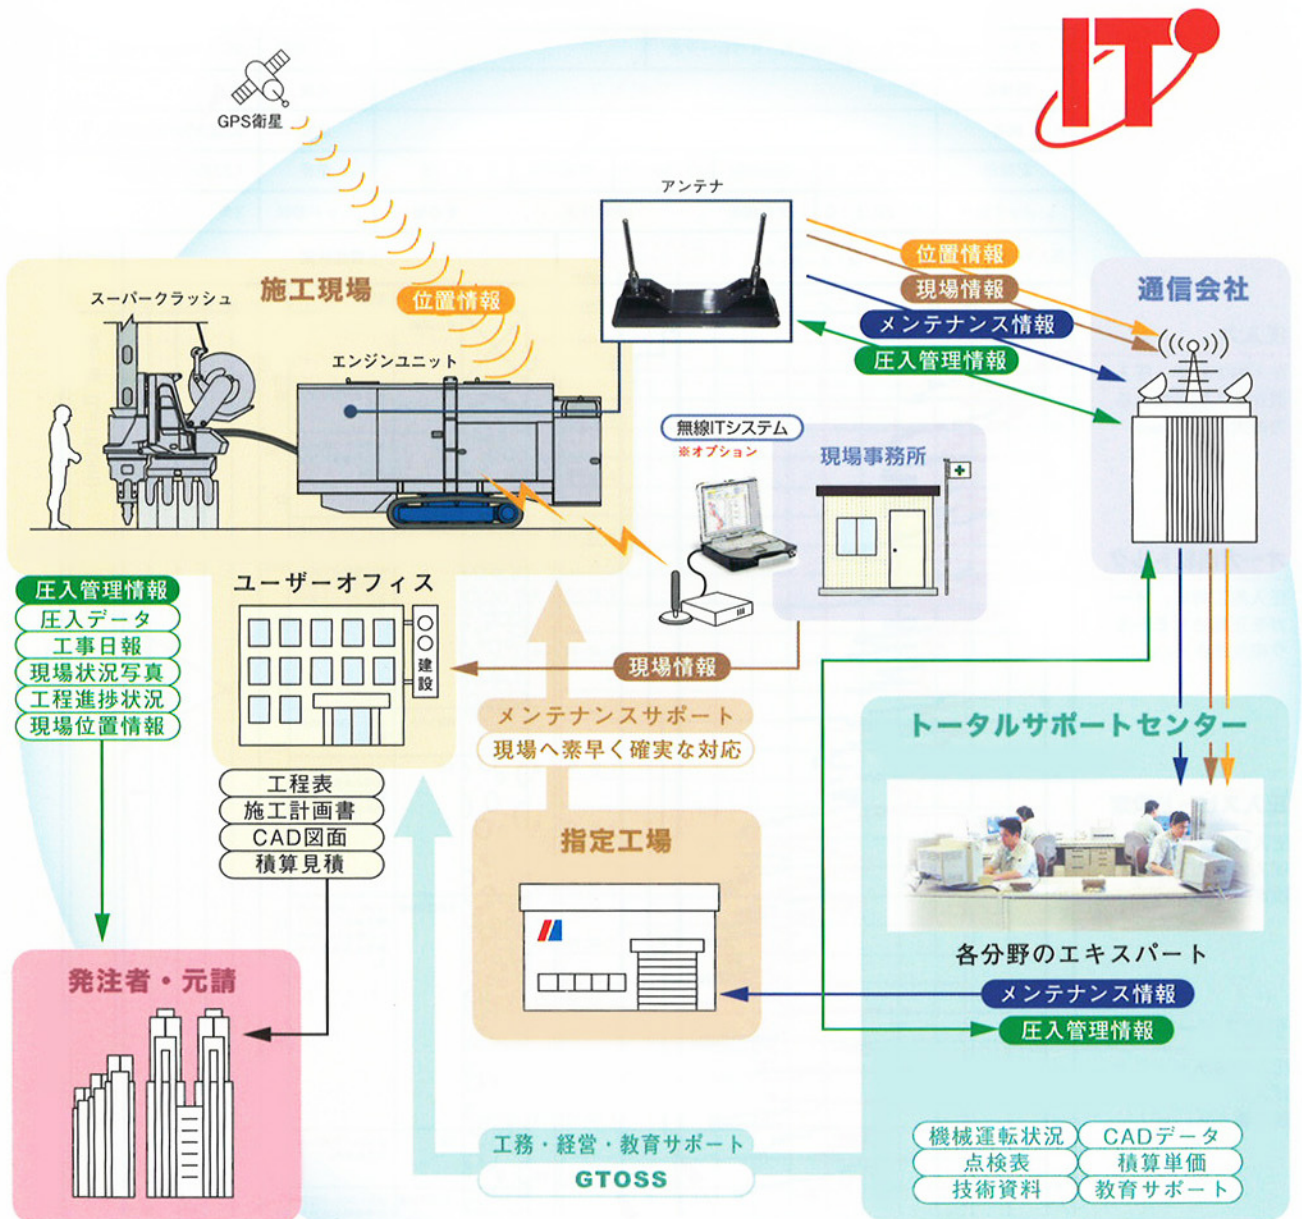 IT
GPS衛星
アンテナ
位置情報
現場情報
メンテナンス情報
圧入管理情報
通信会社
施工現場
スーパークラッシュ
位置情報
エンジンユニット
無線ITシステム
※オプション
現場事務所
圧入管理情報
圧入データ
工事日報
現場状況写真
工程進捗状況
現場位置情報
ユーザーオフィス
○○建設
現場情報
メンテナンスサポート
現場へ素早く確実な対応
工程表
施工計画書
CAD図面
積算見積
指定工場
トータルサポートセンター
各分野のエキスパート
メンテナンス情報
圧入管理情報
発注者・元請
工務・経営・教育サポート
GTOSS
機械運転状況
CADデータ
点検表
積算単価
技術資料
教育サポート